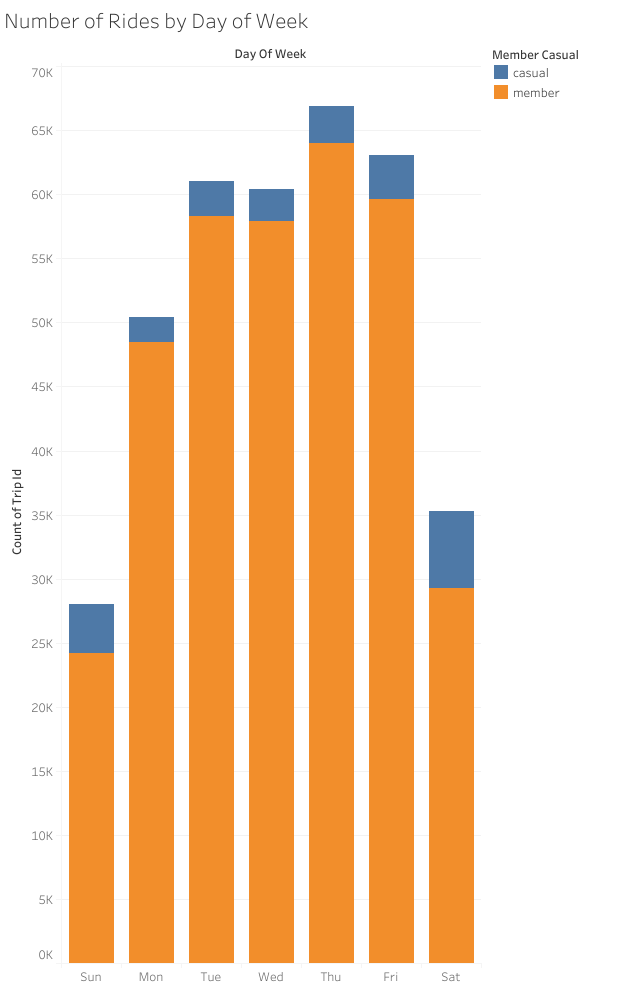 Number of Rides by Day of Week
Day Of Week
Member Casual
casual
member
70K
65K
60K
55K
50K
45K
40K
35K
30K
25K
20K
15K
10K
5K
0K
Count of Trip Id
Sun Mon Tue Wed Thu Fri Sat